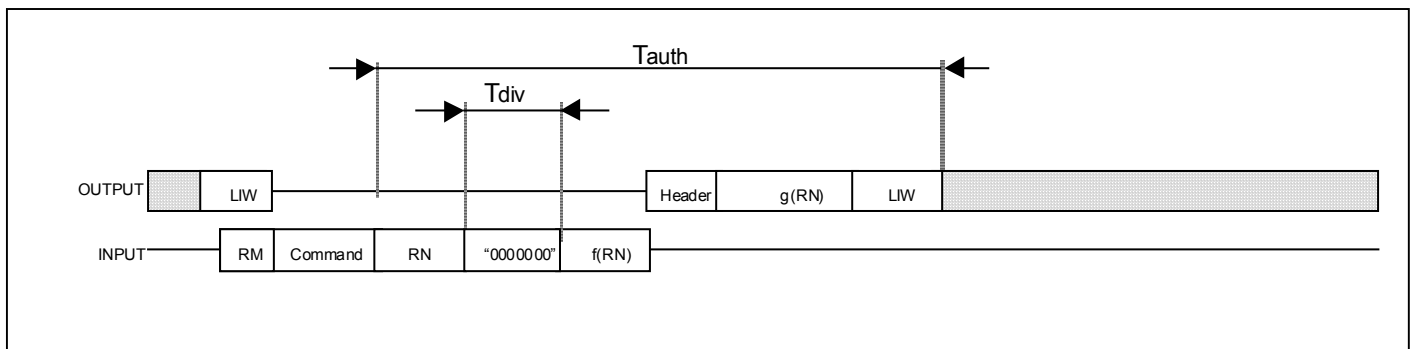 Tauth
Tdiv
OUTPUT LIW Header g(RN) LIW
INPUT RM Command RN “0000000” f(RN)